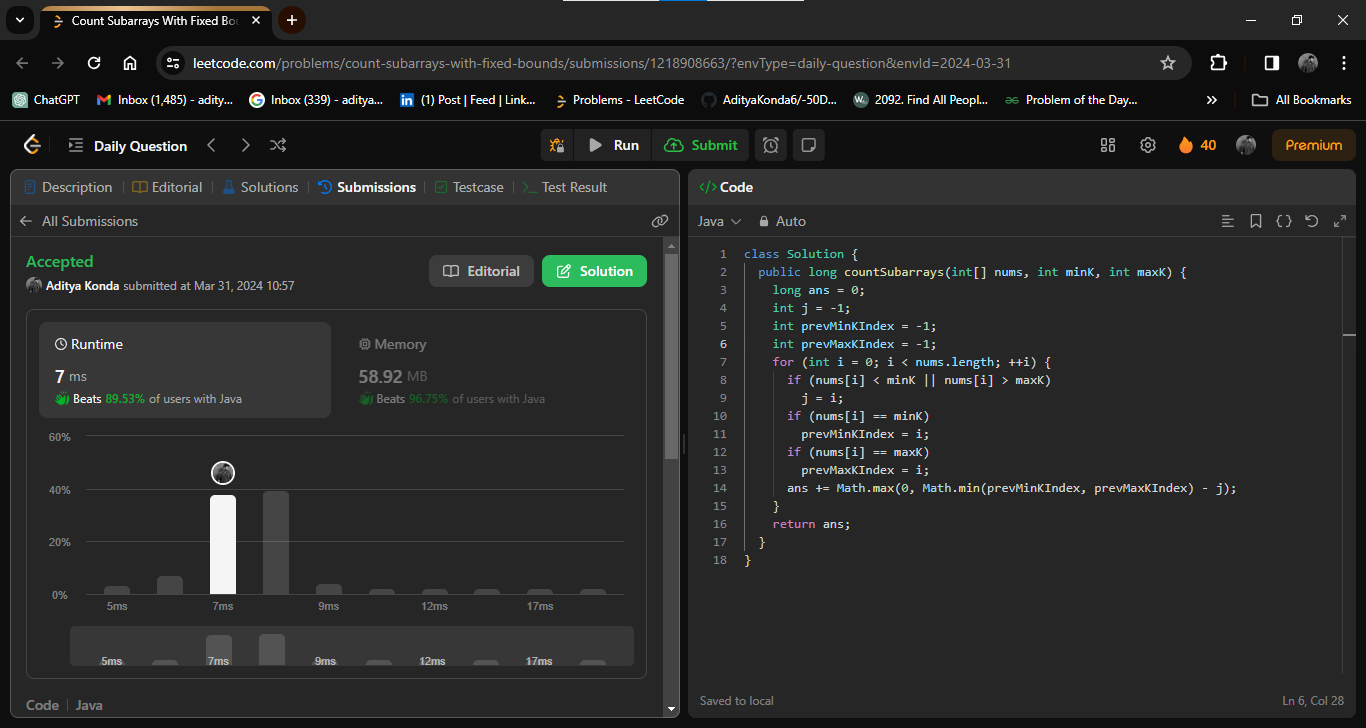 Count Subarrays With Fixed Bou
leetcode.com/problems/count-subarrays-with-fixed-bounds/submissions/1218908663/?envType=daily-question&envId=2024-03-31
ChatGPT
Inbox (1,485) - adity...
Inbox (339) - aditya...
(1) Post | Feed | Link...
Problems - LeetCode
AdityaKonda6/-50D...
2092. Find All Peopl...
Problem of the Day...
»
All Bookmarks
Daily Question
Run
Submit
40
Premium
Description
Editorial
Solutions
Submissions
Testcase
Test Result
All Submissions
Accepted
Aditya Konda submitted at Mar 31, 2024 10:57
Editorial
Solution
Runtime
7 ms
Beats 89.53% of users with Java
Memory
58.92 MB
Beats 96.75% of users with Java
60%
40%
20%
0%
5ms 7ms 9ms 12ms 17ms
5ms 7ms 9ms 12ms 17ms
Code | Java
</> Code
Java
Auto
1 class Solution {
2 public long countSubarrays(int[] nums, int minK, int maxK) {
3 long ans = 0;
4 int j = -1;
5 int prevMinKIndex = -1;
6 int prevMaxKIndex = -1;
7 for (int i = 0; i < nums.length; ++i) {
8 if (nums[i] < minK || nums[i] > maxK)
9 j = i;
10 if (nums[i] == minK)
11 prevMinKIndex = i;
12 if (nums[i] == maxK)
13 prevMaxKIndex = i;
14 ans += Math.max(0, Math.min(prevMinKIndex, prevMaxKIndex) - j);
15 }
16 return ans;
17 }
18 }
Saved to local
Ln 6, Col 28